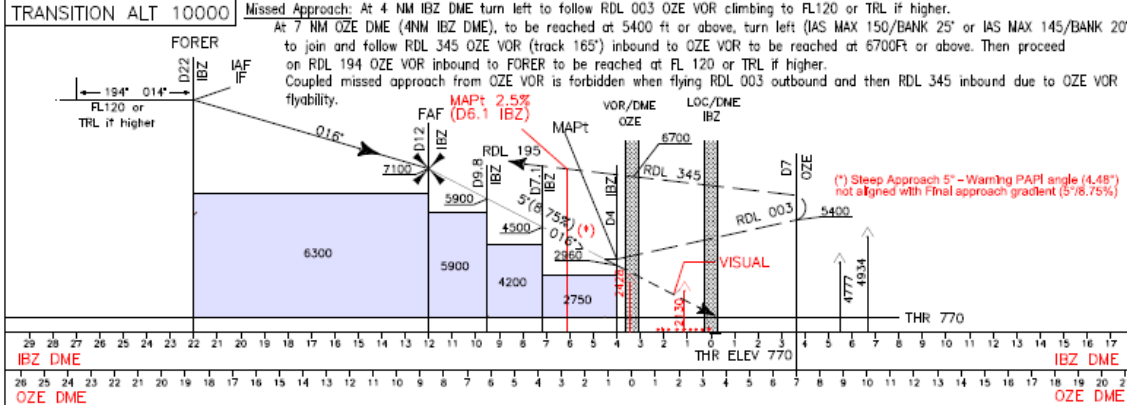 TRANSITION ALT 10000
Missed Approach: At 4 NM IBZ DME turn left to follow RDL 003 OZE VOR climbing to FL120 or TRL if higher.
At 7 NM OZE DME (4NM IBZ DME), to be reached at 5400 ft or above, turn left (IAS MAX 150/BANK 25° or IAS MAX 145/BANK 20°
to join and follow RDL 345 OZE VOR (track 165°) inbound to OZE VOR to be reached at 6700Ft or above. Then proceed
on RDL 194 OZE VOR inbound to FORER to be reached at FL 120 or TRL if higher.
Coupled missed approach from OZE VOR is forbidden when flying RDL 003 outbound and then RDL 345 inbound due to OZE VOR
flyability.
FORER
D22
IBZ
IAF
IF
194° 014°
FL120 or
TRL if higher
016°
FAF
D12
IBZ
7100
MAPt 2.5%
(D6.1 IBZ)
MAPt
VOR/DME
OZE
LOC/DME
IBZ
6700
RDL 195
RDL 345
D9.8
IBZ
D7.1
IBZ
D4
IBZ
D7
OZE
5900
4500
2960
5°(8.75%)
016°
(*)
RDL 003
5400
(*) Steep Approach 5° - Warning PAPI angle (4.48°)
not aligned with Final approach gradient (5°/8.75%)
6300
5900
4200
2750
2428
2130
VISUAL
4777
4934
THR 770
THR ELEV 770
29 28 27 26 25 24 23 22 21 20 19 18 17 16 15 14 13 12 11 10 9 8 7 6 5 4 3 2 1 0 1 2 3 4 5 6 7 8 9 10 11 12 13 14 15 16 17
IBZ DME
IBZ DME
26 25 24 23 22 21 20 19 18 17 16 15 14 13 12 11 10 9 8 7 6 5 4 3 2 1 0 1 2 3 4 5 6 7 8 9 10 11 12 13 14 15 16 17 18 19 20
OZE DME
OZE DME